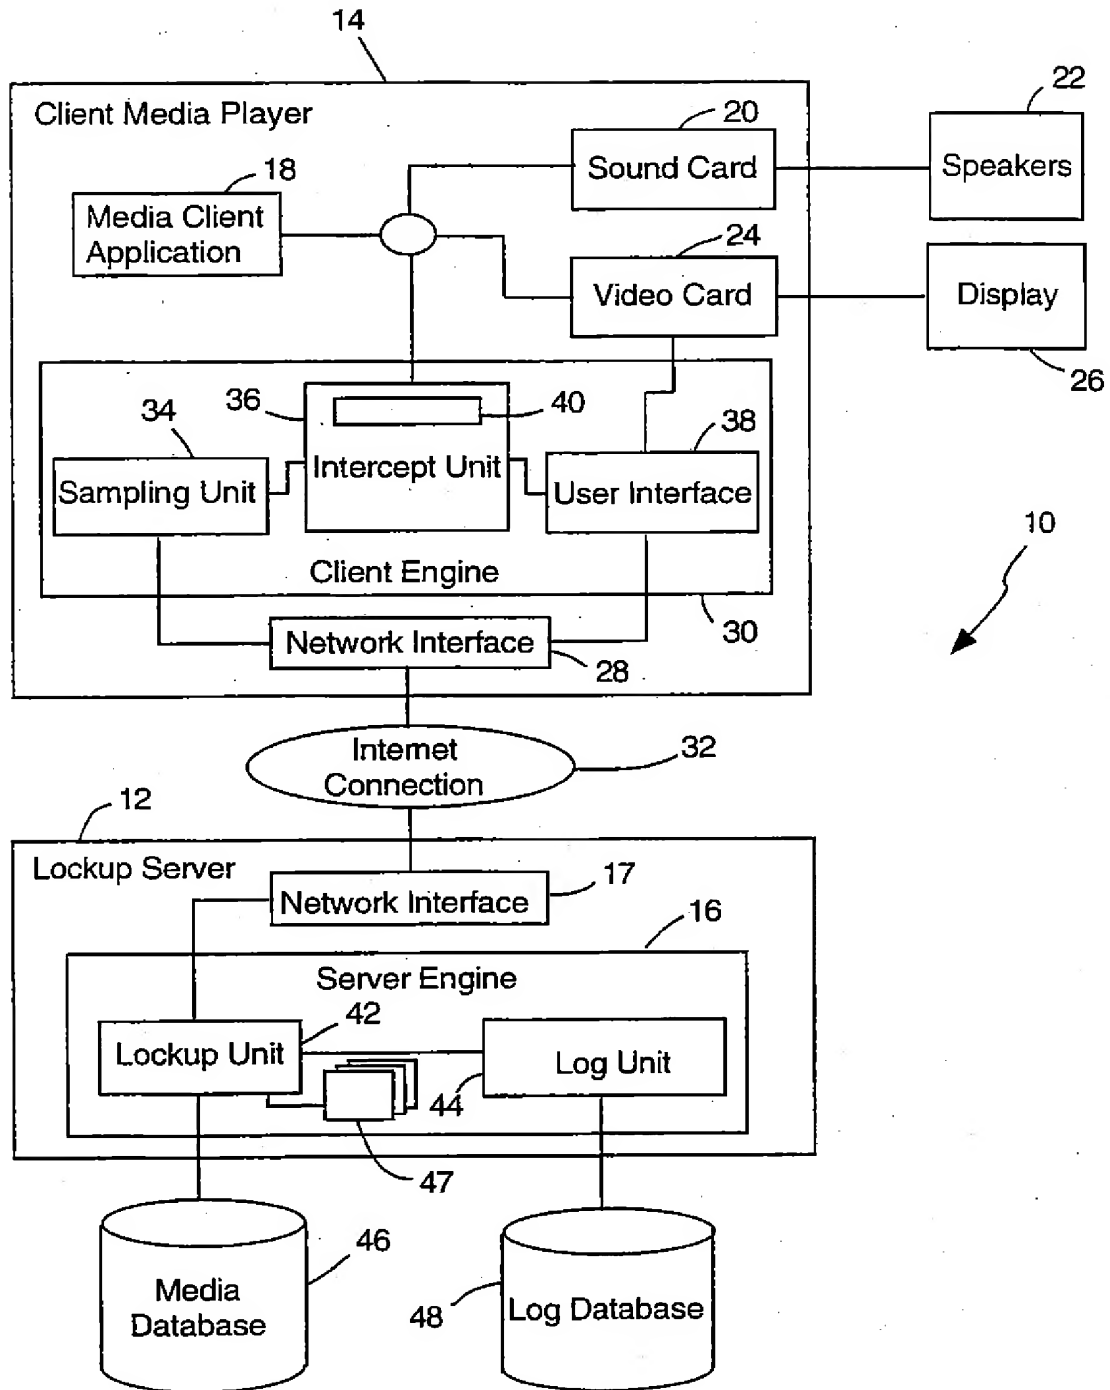 14
Client Media Player
22
20
Sound Card
Speakers
18
Media Client
Application
24
Video Card
Display
26
36
40
34
38
Intercept Unit
Sampling Unit
User Interface
10
Client Engine
30
Network Interface
28
Internet
Connection
32
12
Lockup Server
17
Network Interface
16
Server Engine
42
Lockup Unit
Log Unit
44
47
46
Media
Database
48
Log Database